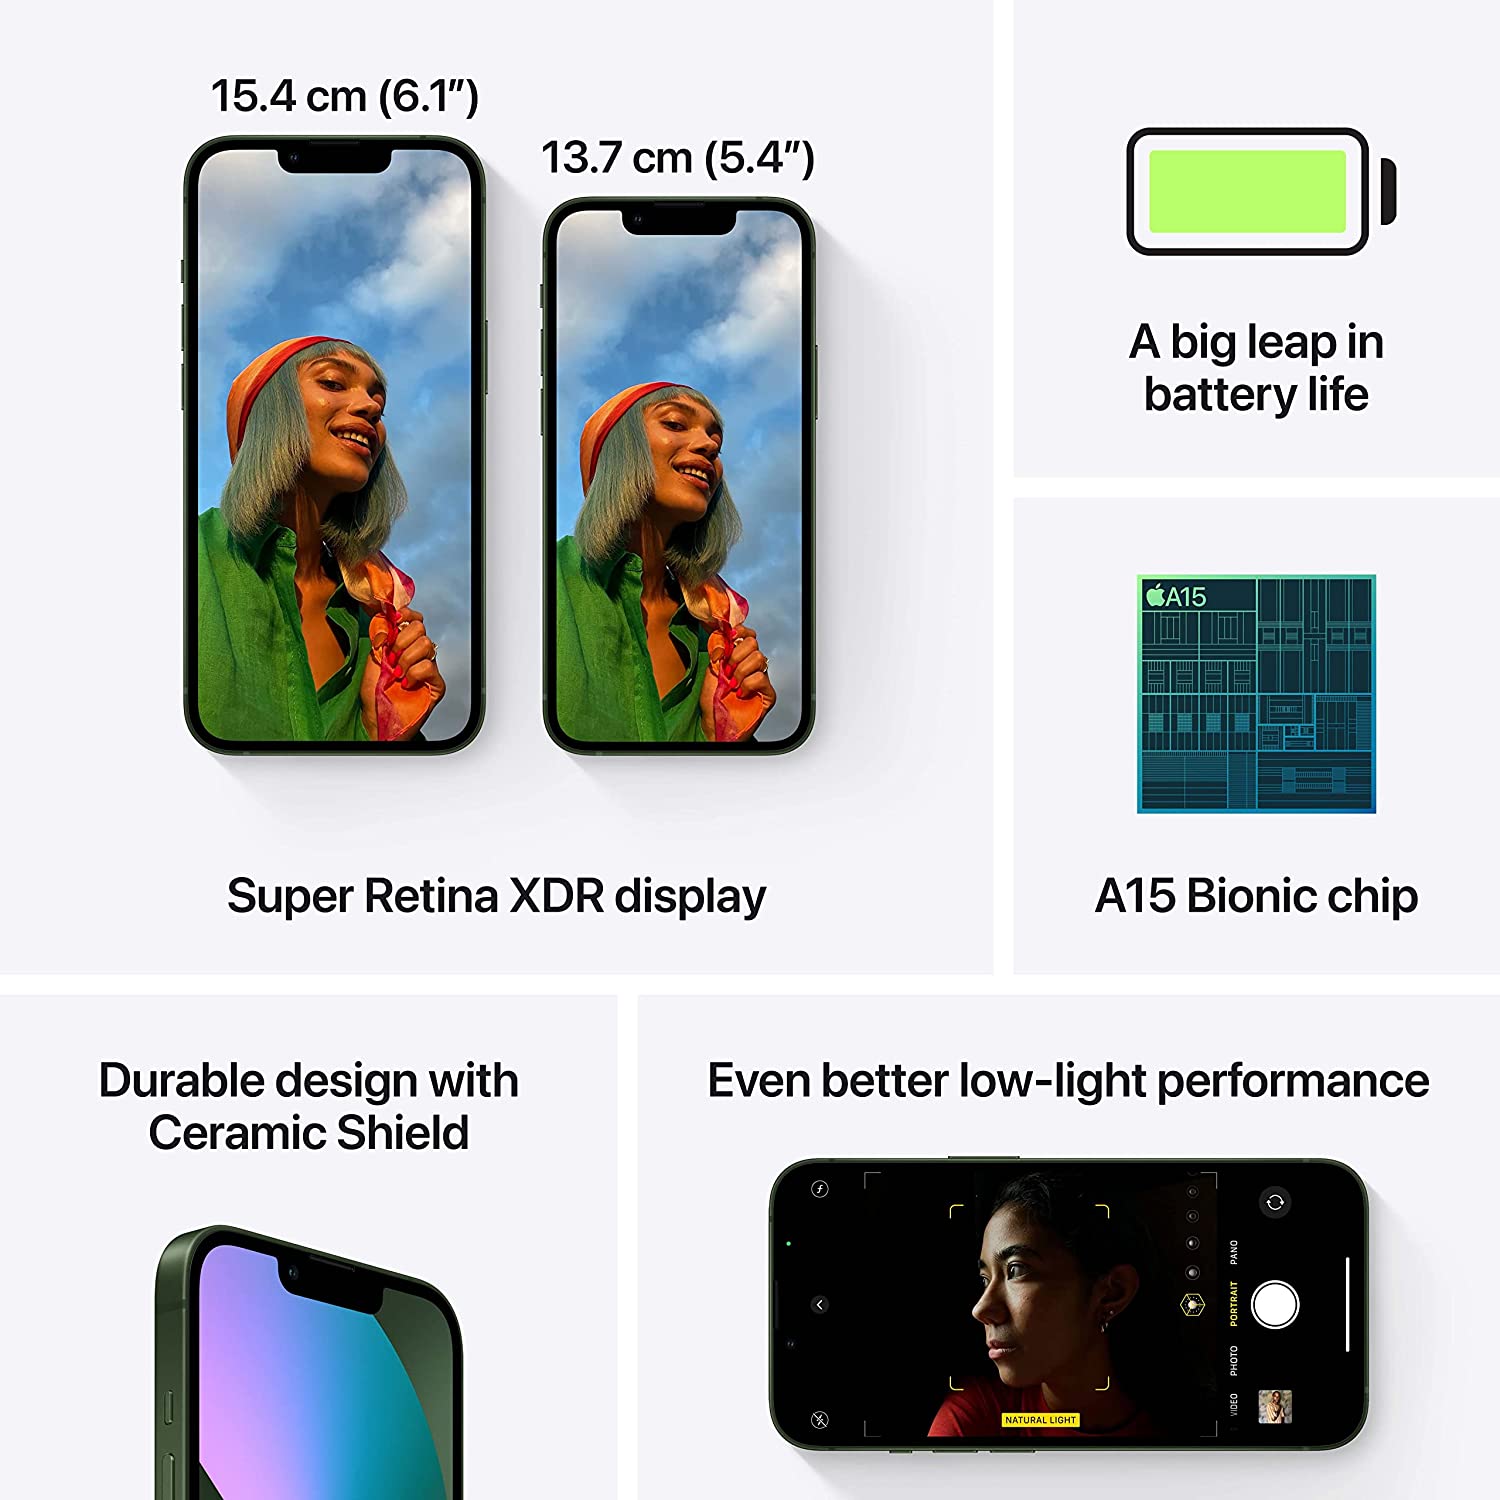 15.4 cm (6.1″)
13.7 cm (5.4″)
Super Retina XDR display
A big leap in
battery life
A15
A15 Bionic chip
Durable design with
Ceramic Shield
Even better low-light performance
PANO
PORTRAIT
PHOTO
VIDEO
NATURAL LIGHT